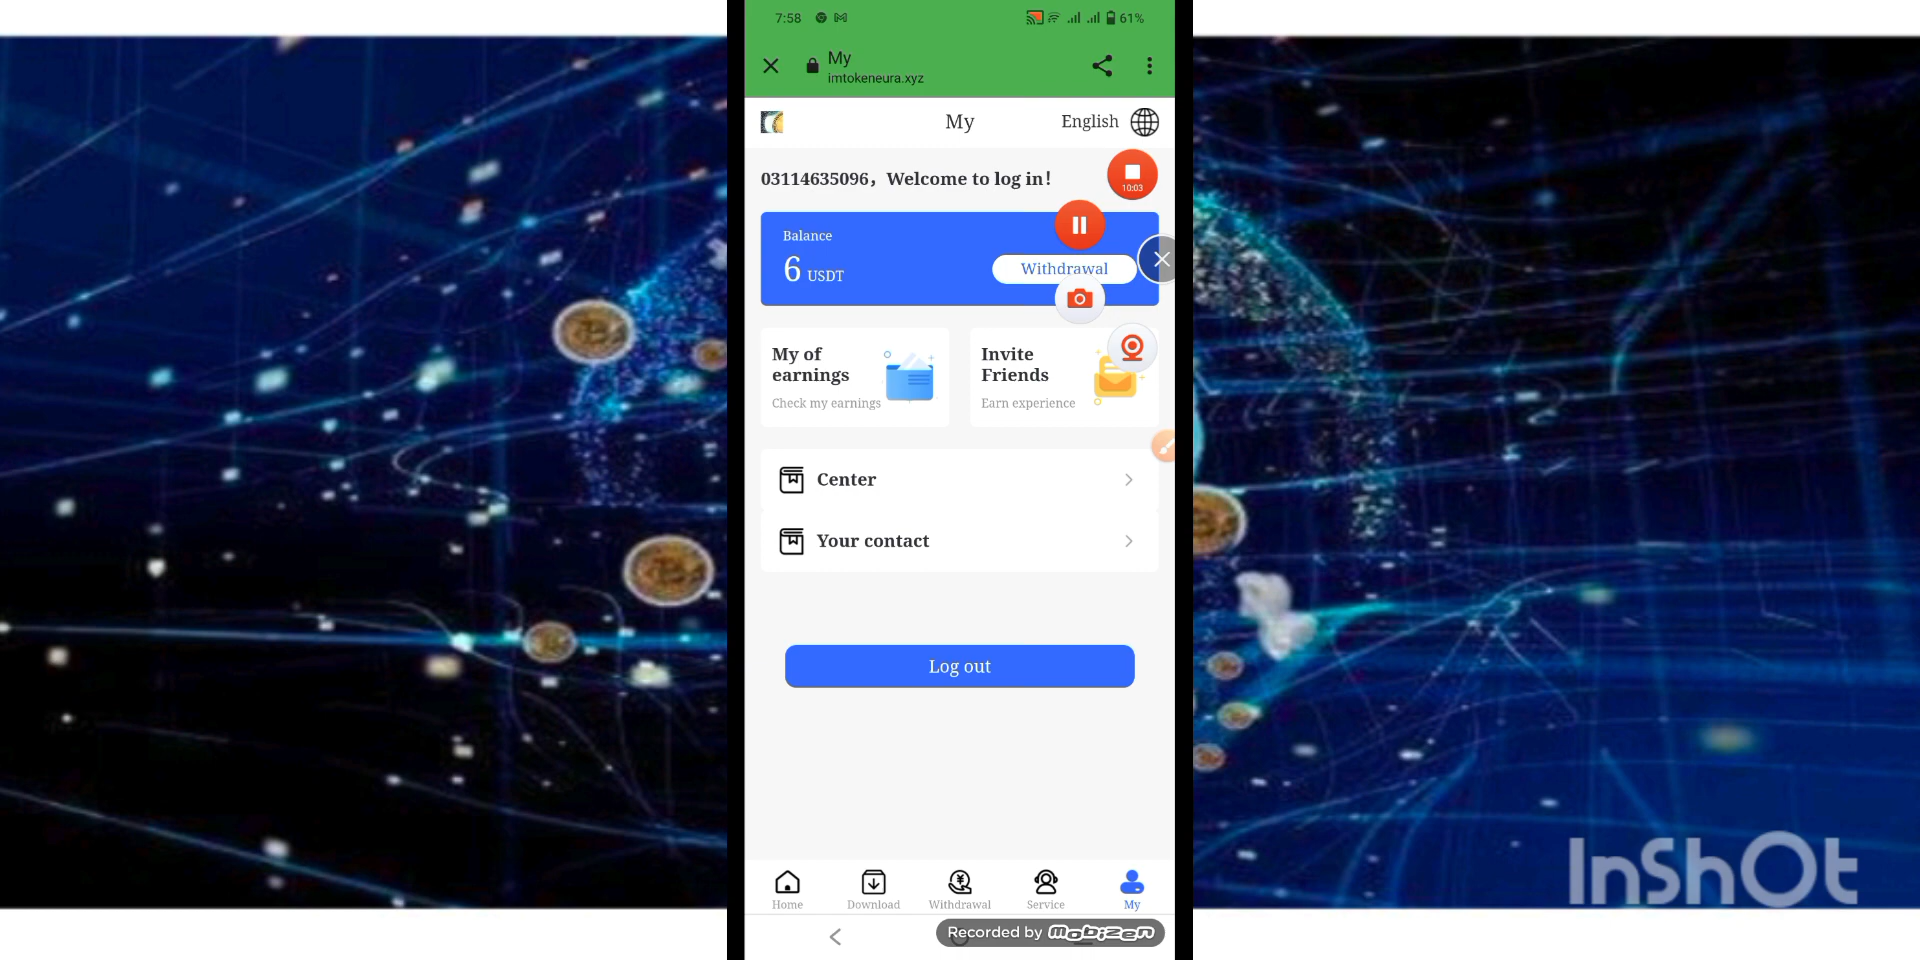 7:58
61%
My
imtokeneura.xyz
My
English
10:03
03114635096, Welcome to log in!
Balance
6 USDT
Withdrawal
My of
earnings
Check my earnings
Invite
Friends
Earn experience
Center
Your contact
Log out
Home
Download
Withdrawal
Service
My
Recorded by mobizen
InShOt